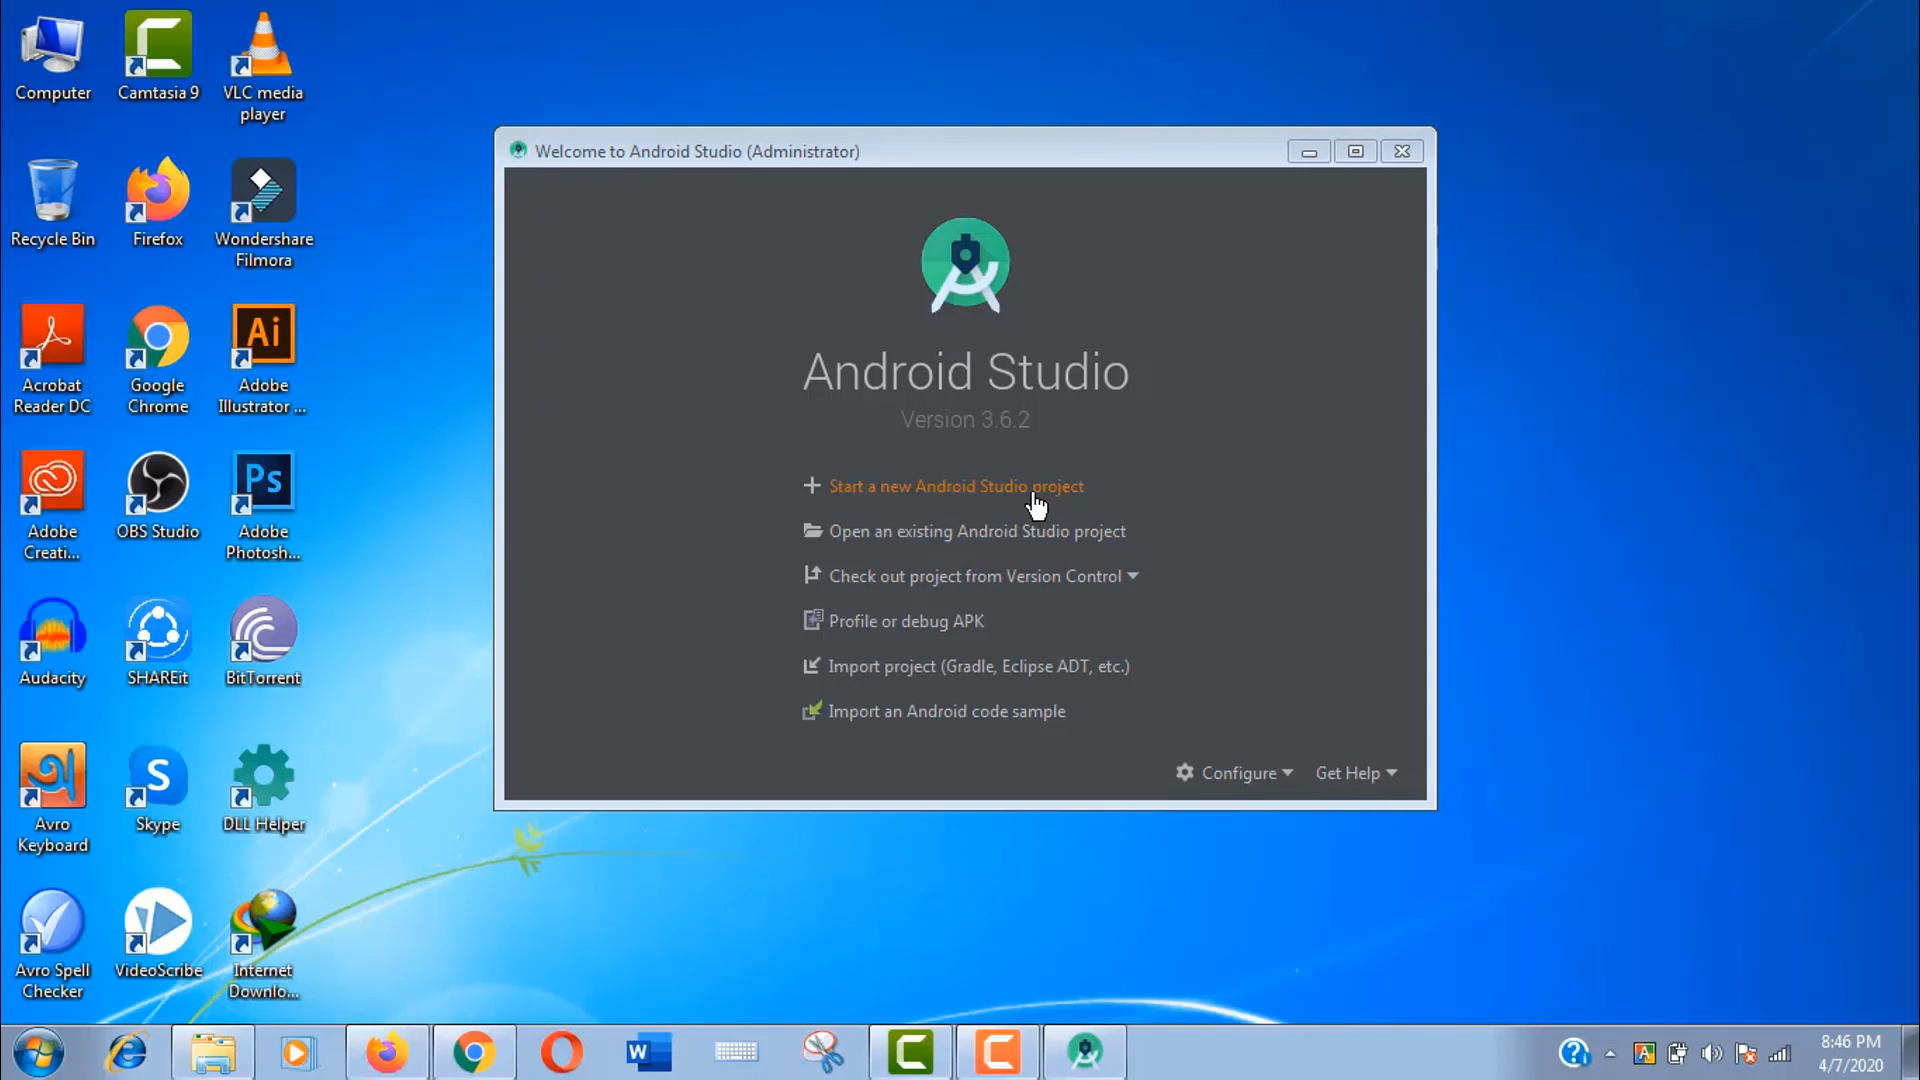 Computer
Camtasia 9
VLC media
player
Recycle Bin
Firefox
Wondershare
Filmora
Acrobat
Reader DC
Google
Chrome
Ai
Adobe
Illustrator ...
Adobe
Creati...
OBS Studio
Ps
Adobe
Photosh...
Audacity
SHAREit
BitTorrent
Avro
Keyboard
S
Skype
DLL Helper
Avro Spell
Checker
VideoScribe
Internet
Downlo...
Welcome to Android Studio (Administrator)
Android Studio
Version 3.6.2
Start a new Android Studio project
Open an existing Android Studio project
Check out project from Version Control
Profile or debug APK
Import project (Gradle, Eclipse ADT, etc.)
Import an Android code sample
Configure
Get Help
W
A
8:46 PM
4/7/2020